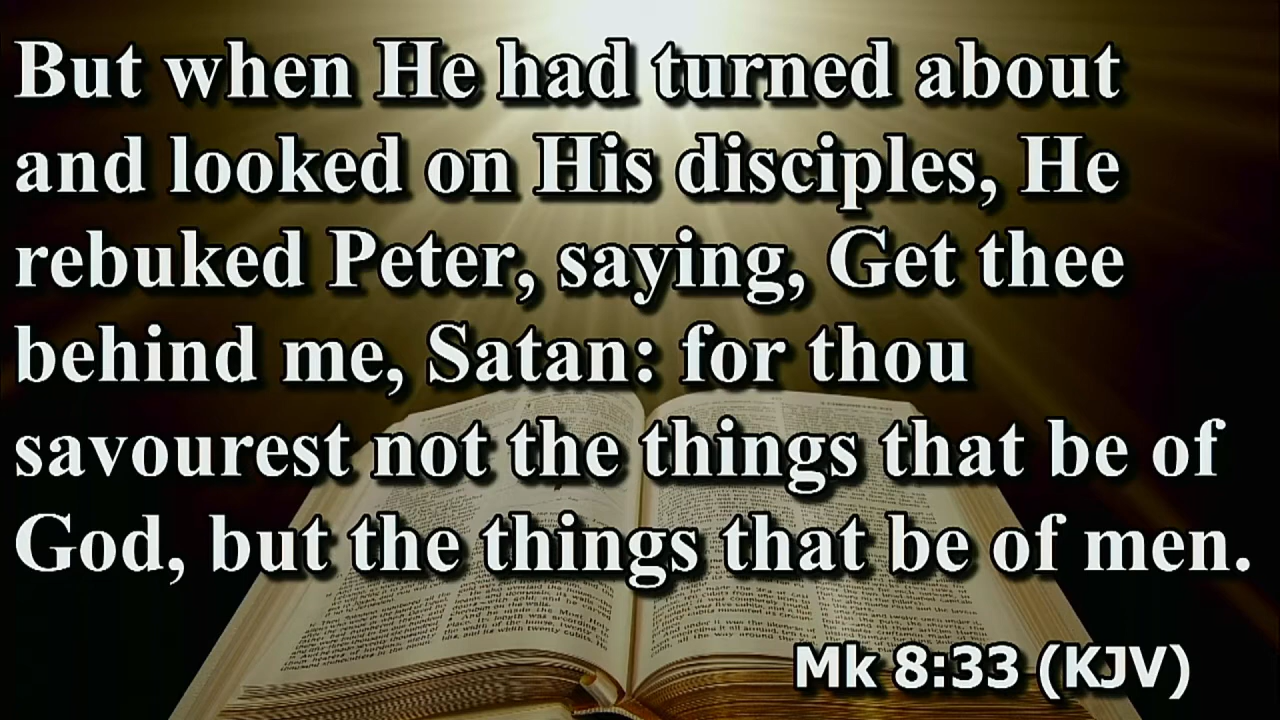 But when He had turned about
and looked on His disciples, He
rebuked Peter, saying, Get thee
behind me, Satan: for thou
savourest not the things that be of
God, but the things that be of men.
Mk 8:33 (KJV)